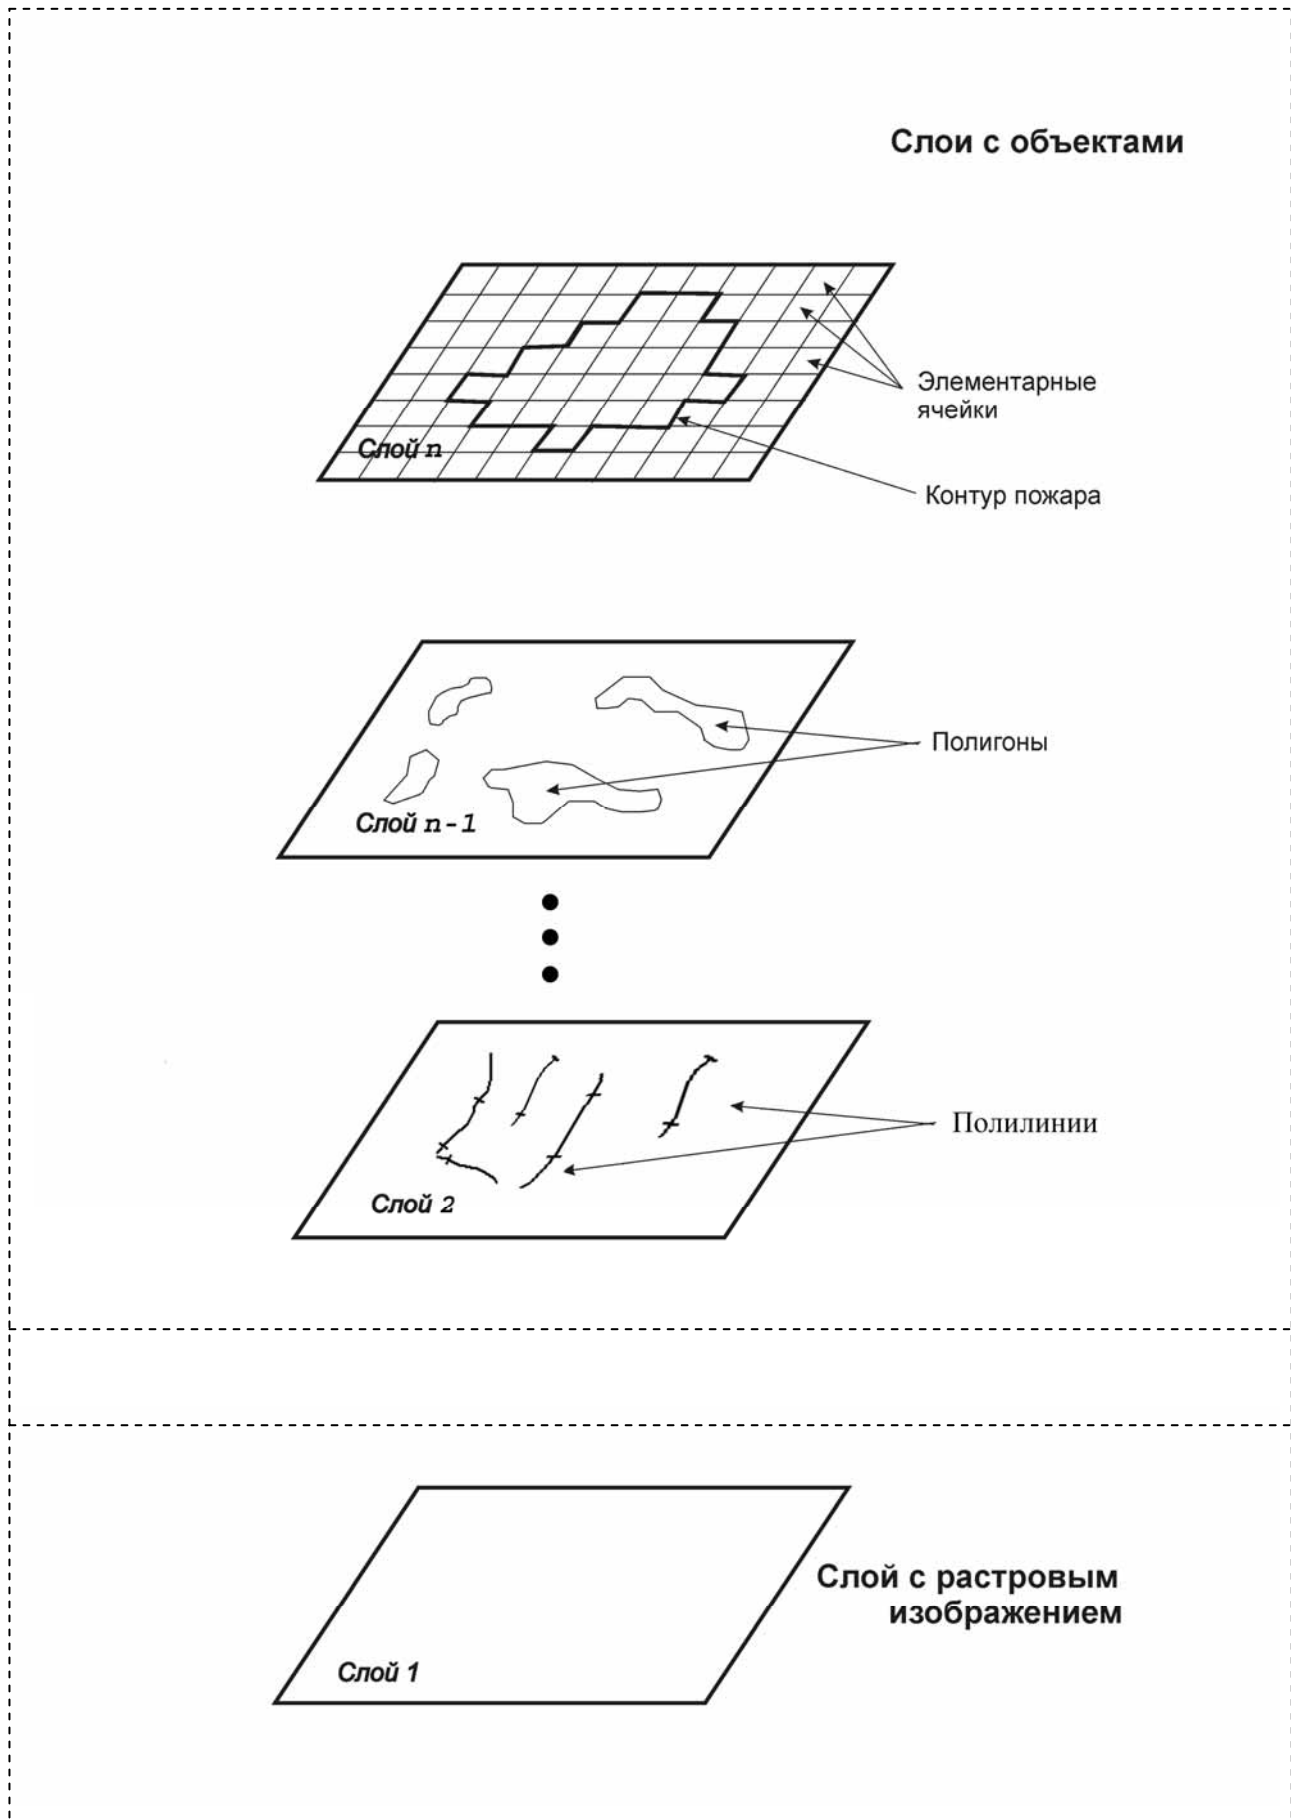 Слои с объектами
Элементарные
ячейки
Слой n
Контур пожара
Полигоны
Слой n-1
Полилинии
Слой 2
Слой с растровым
изображением
Слой 1